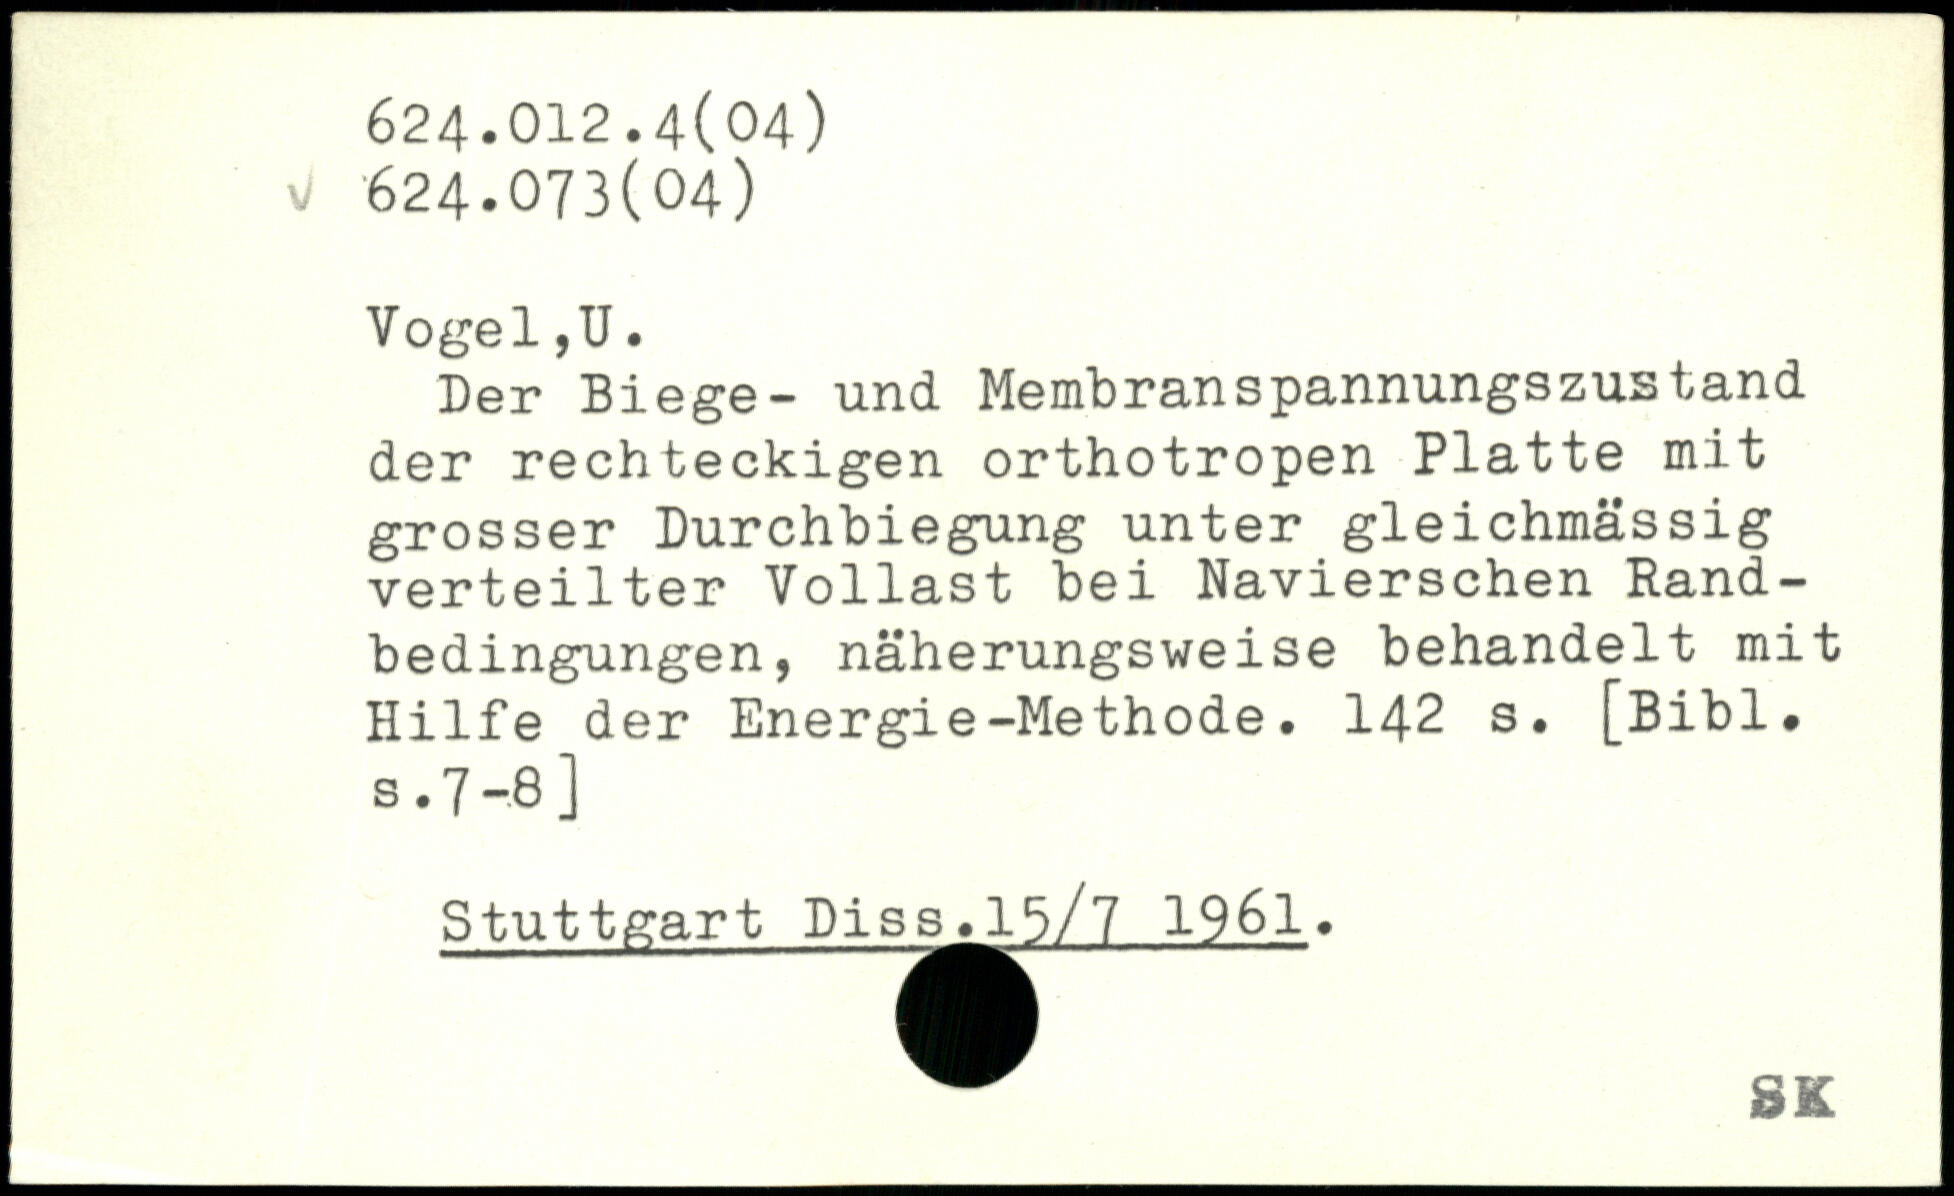 624.012.4(04)
✓ 624.073(04)
Vogel,U.
Der Biege- und Membranspannungszustand
der rechteckigen orthotropen Platte mit
grosser Durchbiegung unter gleichmässig
verteilter Vollast bei Navierschen Rand-
bedingungen, näherungsweise behandelt mit
Hilfe der Energie-Methode. 142 s. [Bibl.
s.7-8]
Stuttgart Diss.15/7 1961.
SK